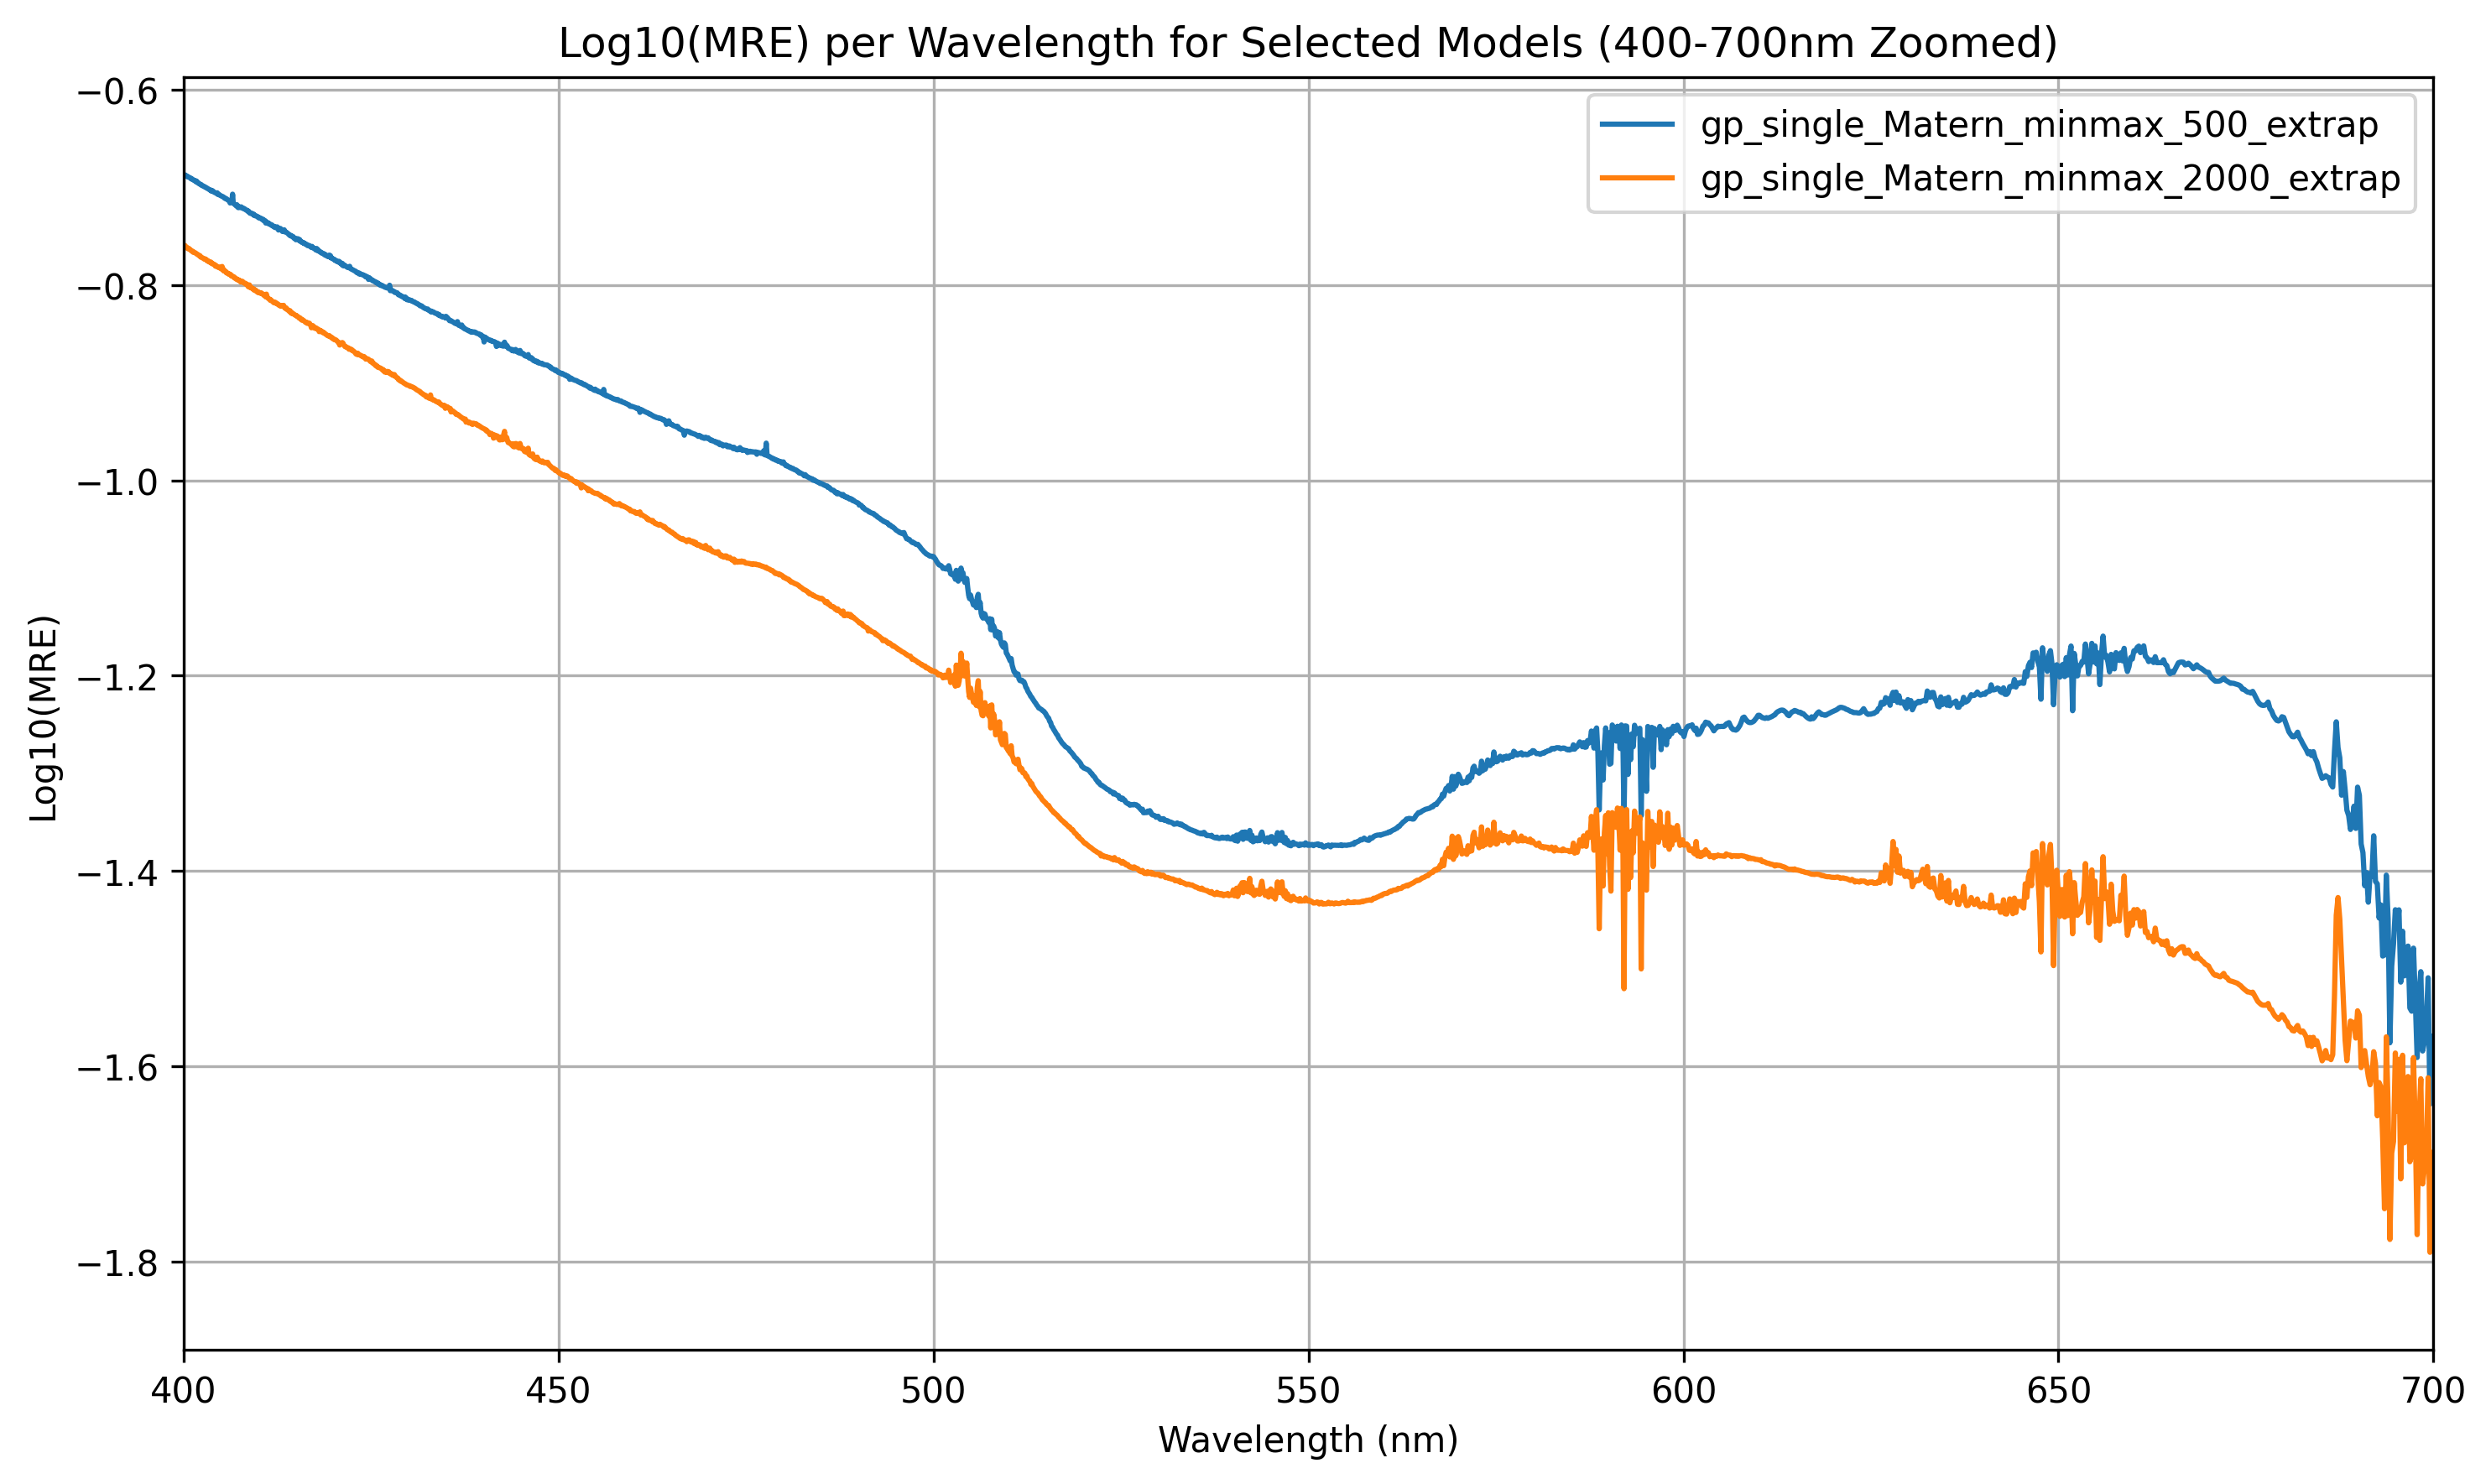 Log10(MRE) per Wavelength for Selected Models (400-700nm Zoomed)
gp_single_Matern_minmax_500_extrap
gp_single_Matern_minmax_2000_extrap
Log10(MRE)
−0.6
−0.8
−1.0
−1.2
−1.4
−1.6
−1.8
400 450 500 550 600 650 700
Wavelength (nm)